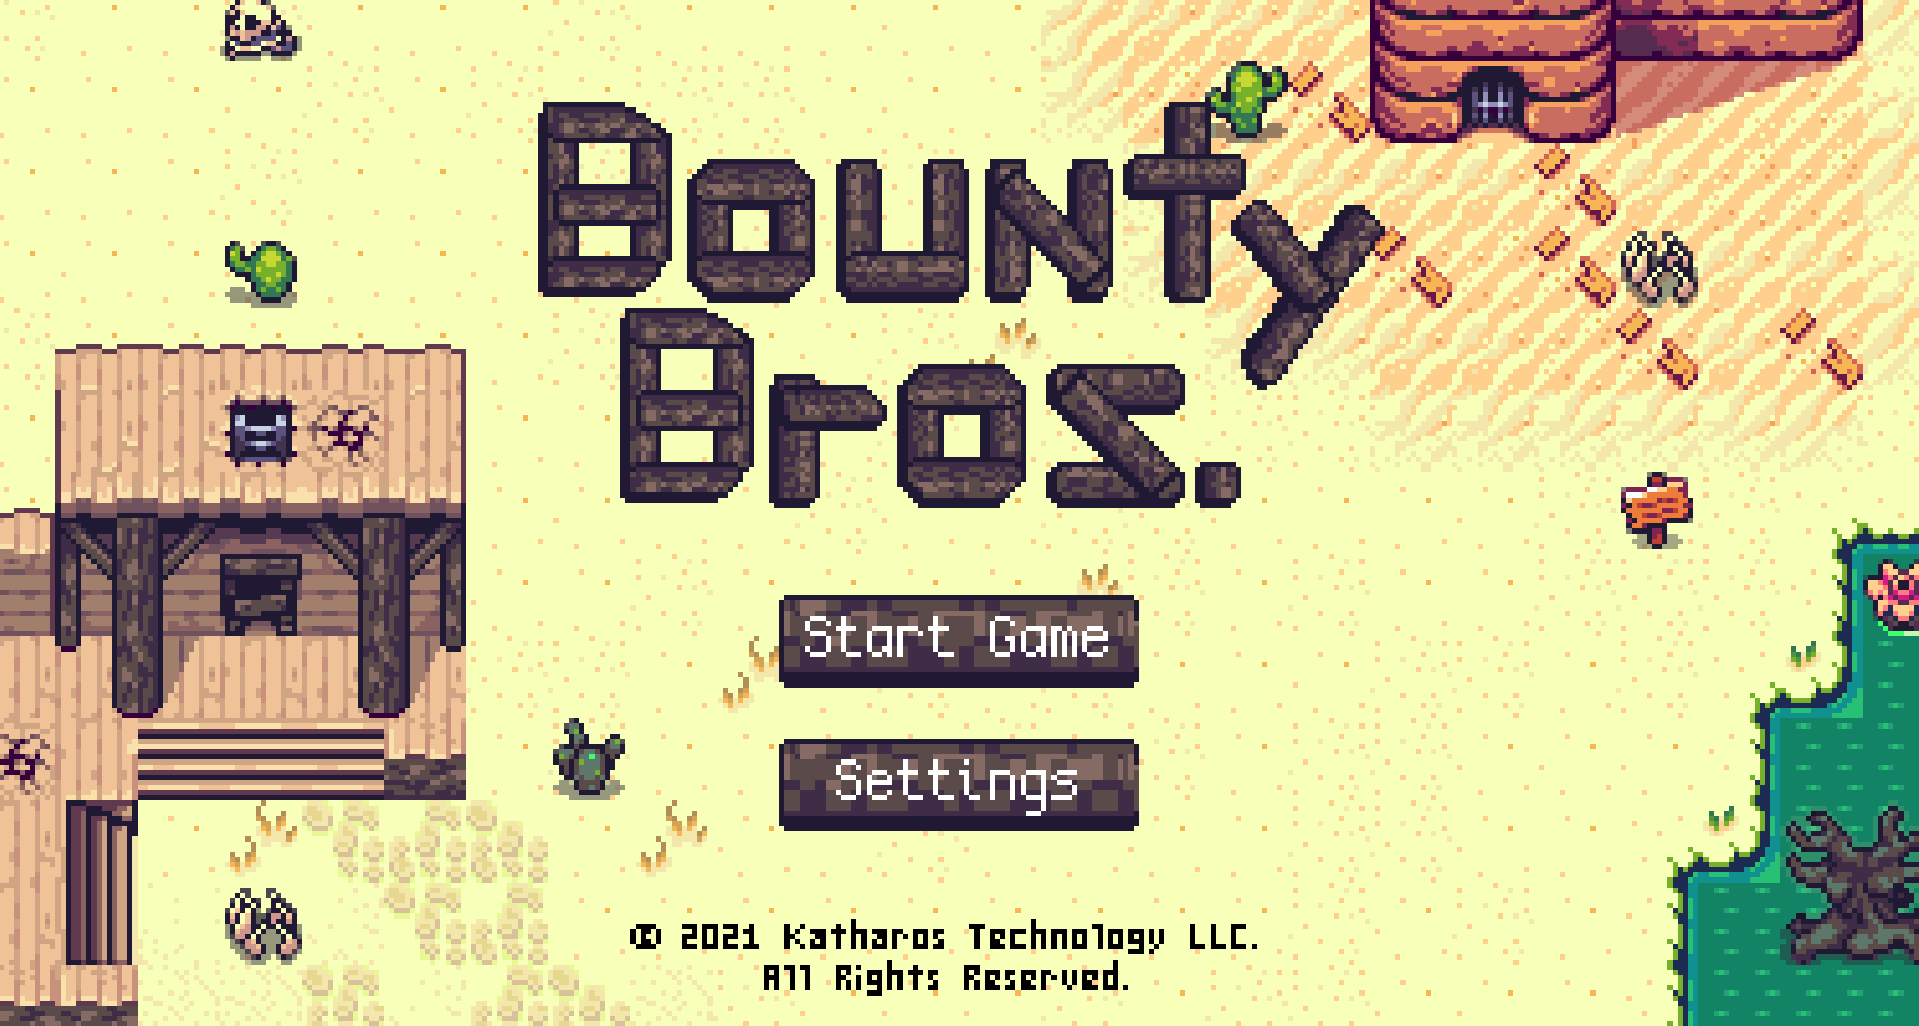 Bounty
Bros.
Start Game
Settings
© 2021 Katharos Technology LLC.
All Rights Reserved.